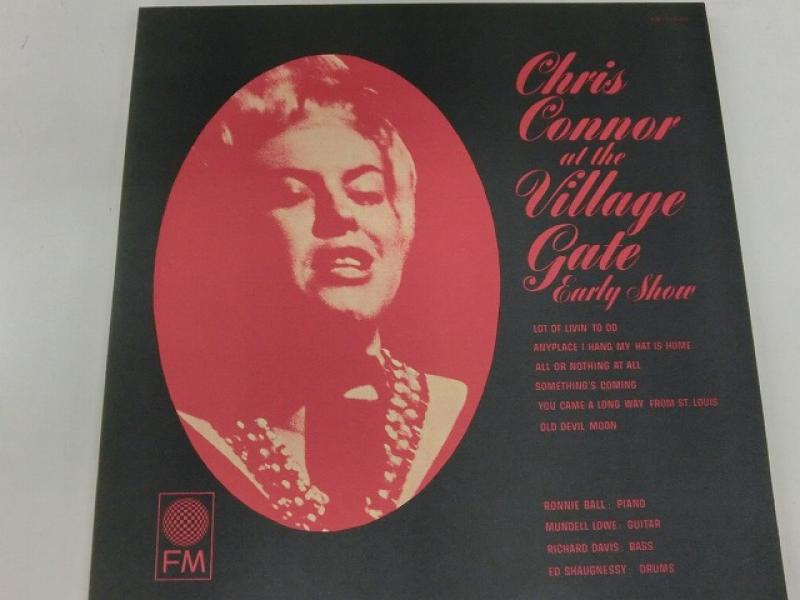 Chris
Connor
at the
Village
Gate
Early Show
LOT OF LIVIN' TO DO
ANYPLACE I HANG MY HAT IS HOME
ALL OR NOTHING AT ALL
SOMETHING'S COMING
YOU CAME A LONG WAY FROM ST. LOUIS
OLD DEVIL MOON
RONNIE BALL: PIANO
MUNDELL LOWE: GUITAR
RICHARD DAVIS: BASS
ED SHAUGNESSY: DRUMS
FM